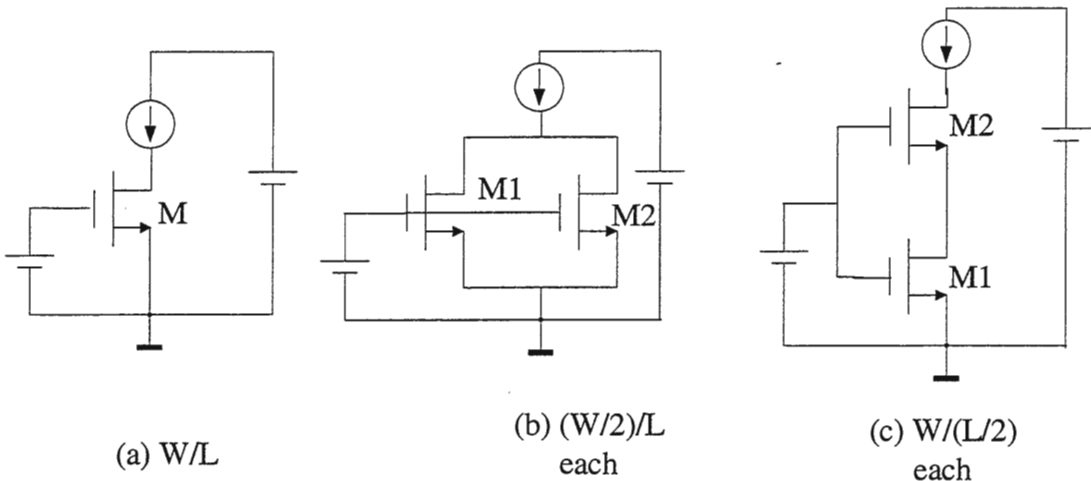 M2
M1
M2
M
M1
(a) W/L
(b) (W/2)/L
each
(c) W/(L/2)
each